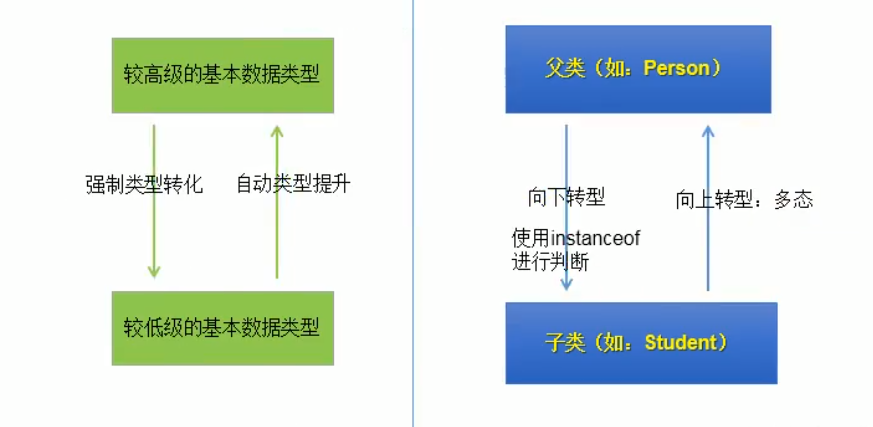 较高级的基本数据类型
强制类型转化
自动类型提升
较低级的基本数据类型
父类（如：Person）
向下转型
使用instanceof
进行判断
向上转型：多态
子类（如：Student）